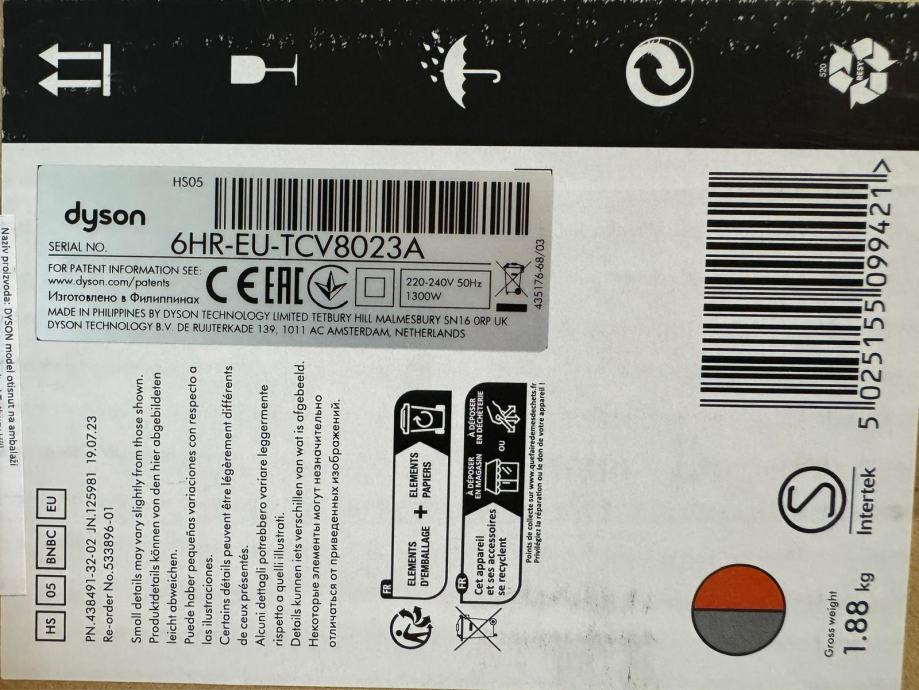 520
RESY
HS05
dyson
SERIAL NO.
6HR-EU-TCV8023A
FOR PATENT INFORMATION SEE:
www.dyson.com/patents
Изготовлено в Филиппинах
CE EAC
220-240V 50Hz
1300W
435176-68/03
MADE IN PHILIPPINES BY DYSON TECHNOLOGY LIMITED TETBURY HILL MALMESBURY SN16 0RP UK
DYSON TECHNOLOGY B.V. DE RUIJTERKADE 139, 1011 AC AMSTERDAM, NETHERLANDS
5 025155 099421 >
Naziv proizvoda: DYSON model otisnut na ambalaži
HS 05 BNBC EU
PN.438491-32-02 JN.125981 19.07.23
Re-order No.533896-01
Small details may vary slightly from those shown.
Produktdetails können von den hier abgebildeten
leicht abweichen.
Puede haber pequeñas variaciones con respecto a
las ilustraciones.
Certains détails peuvent être légèrement différents
de ceux présentés.
Alcuni dettagli potrebbero variare leggermente
rispetto a quelli illustrati.
Details kunnen iets verschillen van wat is afgebeeld.
Некоторые элементы могут незначительно
отличаться от приведенных изображений.
FR
ELEMENTS
D'EMBALLAGE
+
ELEMENTS
PAPIERS
FR
Cet appareil
et ses accessoires
se recyclent
À DÉPOSER
EN MAGASIN
OU
À DÉPOSER
EN DÉCHÈTERIE
Points de collecte sur www.quefairedemesdechets.fr
Privilégiez la réparation ou le don de votre appareil !
S
Intertek
Gross weight
1.88 kg